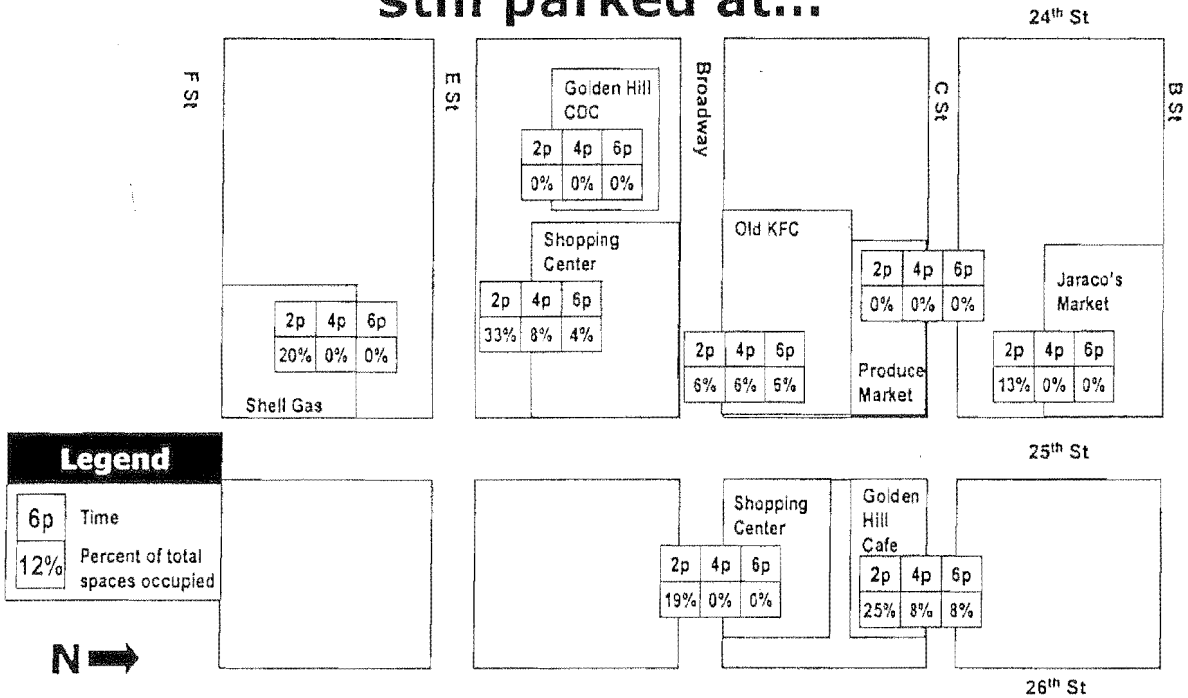 still parked at...
24th St
F St
E St
Broadway
C St
B St
Golden Hill
CDC
2p 4p 6p
0% 0% 0%
Shopping
Center
2p 4p 6p
33% 8% 4%
2p 4p 6p
20% 0% 0%
Shell Gas
Old KFC
2p 4p 6p
6% 6% 5%
2p 4p 6p
0% 0% 0%
Produce
Market
Jaraco's
Market
2p 4p 6p
13% 0% 0%
25th St
Legend
6p Time
12% Percent of total
spaces occupied
Shopping
Center
2p 4p 6p
19% 0% 0%
Golden
Hill
Cafe
2p 4p 6p
25% 8% 8%
N
26th St